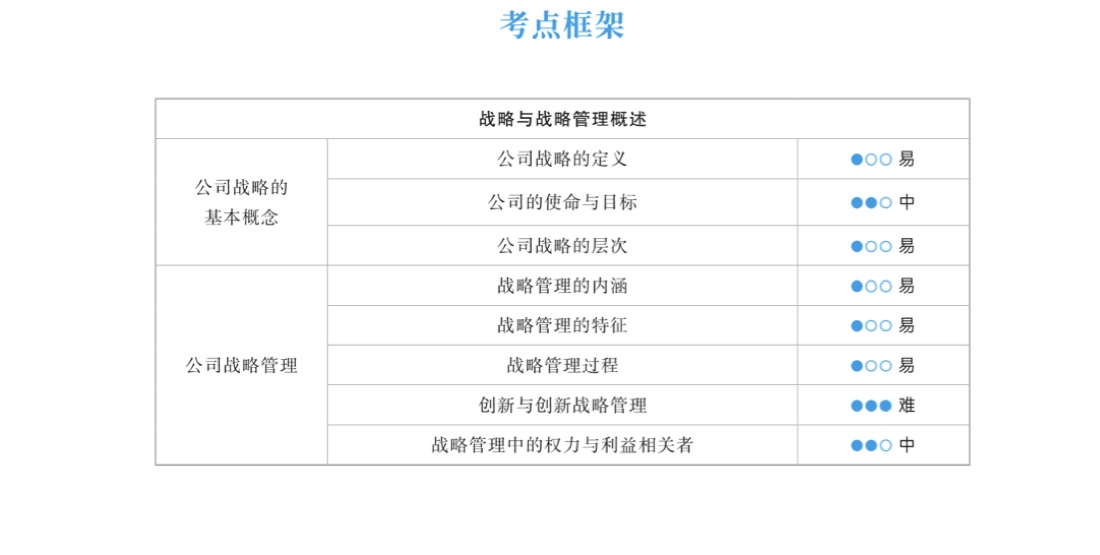 考点框架
战略与战略管理概述
公司战略的
基本概念
公司战略的定义
●○○ 易
公司的使命与目标
●●○ 中
公司战略的层次
●○○ 易
公司战略管理
战略管理的内涵
●○○ 易
战略管理的特征
●○○ 易
战略管理过程
●○○ 易
创新与创新战略管理
●●● 难
战略管理中的权力与利益相关者
●●○ 中